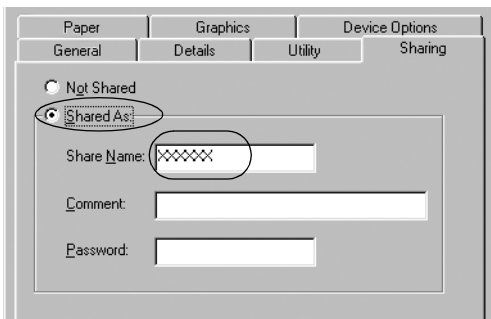 Paper Graphics Device Options
General Details Utility Sharing
Not Shared
Shared As:
Share Name: XXXXXX
Comment:
Password: